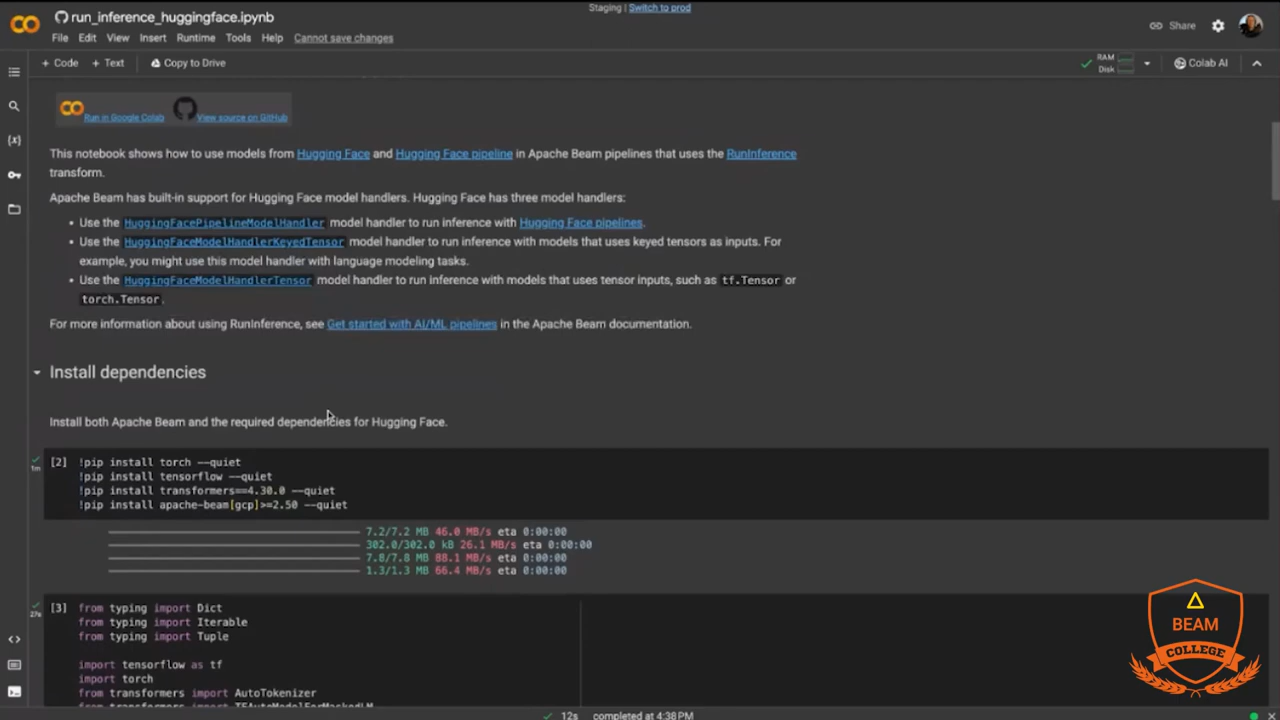 Staging | Switch to prod
run_inference_huggingface.ipynb
Share
File Edit View Insert Runtime Tools Help Cannot save changes
+ Code + Text Copy to Drive
RAM
Disk
Colab AI
Run in Google Colab View source on GitHub
This notebook shows how to use models from Hugging Face and Hugging Face pipeline in Apache Beam pipelines that uses the RunInference
transform.
Apache Beam has built-in support for Hugging Face model handlers. Hugging Face has three model handlers:
• Use the HuggingFacePipelineModelHandler model handler to run inference with Hugging Face pipelines.
• Use the HuggingFaceModelHandlerKeyedTensor model handler to run inference with models that uses keyed tensors as inputs. For
example, you might use this model handler with language modeling tasks.
• Use the HuggingFaceModelHandlerTensor model handler to run inference with models that uses tensor inputs, such as tf.Tensor or
torch.Tensor.
For more information about using RunInference, see Get started with AI/ML pipelines in the Apache Beam documentation.
Install dependencies
Install both Apache Beam and the required dependencies for Hugging Face.
[2] !pip install torch --quiet
1m
!pip install tensorflow --quiet
!pip install transformers==4.30.0 --quiet
!pip install apache-beam[gcp]>=2.50 --quiet
7.2/7.2 MB 46.0 MB/s eta 0:00:00
302.0/302.0 kB 26.1 MB/s eta 0:00:00
7.8/7.8 MB 88.1 MB/s eta 0:00:00
1.3/1.3 MB 66.4 MB/s eta 0:00:00
[3] from typing import Dict
27s
from typing import Iterable
from typing import Tuple
import tensorflow as tf
import torch
from transformers import AutoTokenizer
from transformers import TFAutoModelForMaskedLM
BEAM
COLLEGE
12s completed at 4:38 PM